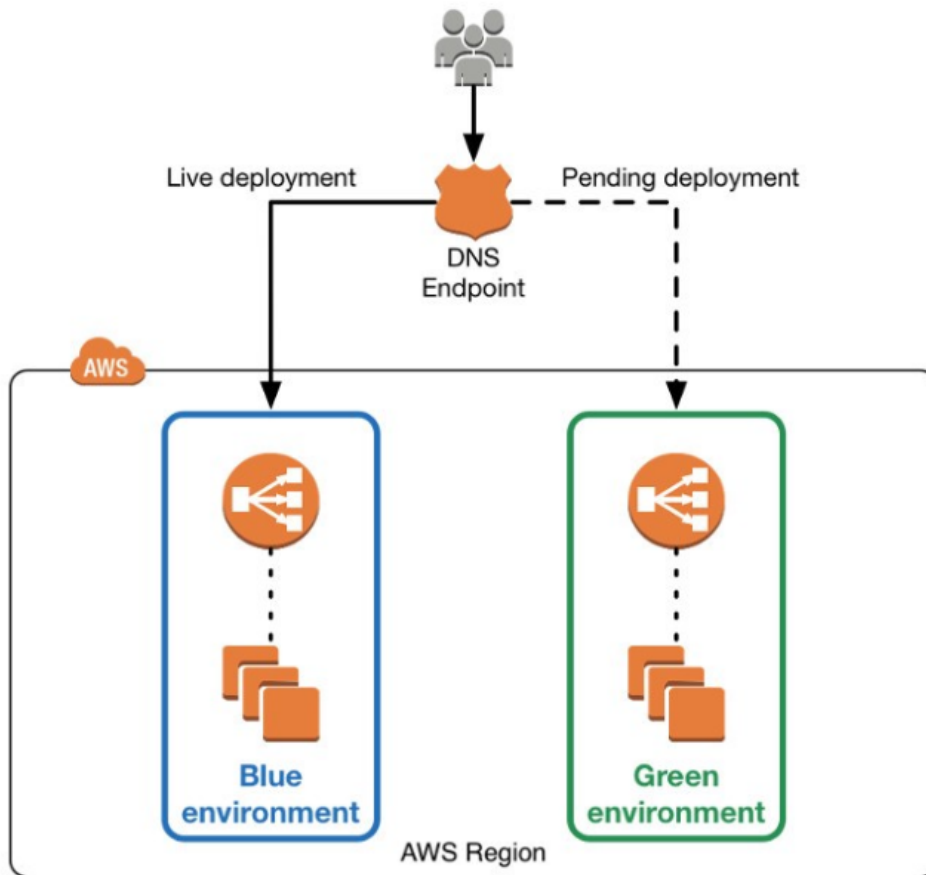 Live deployment
Pending deployment
DNS
Endpoint
AWS
Blue
environment
Green
environment
AWS Region